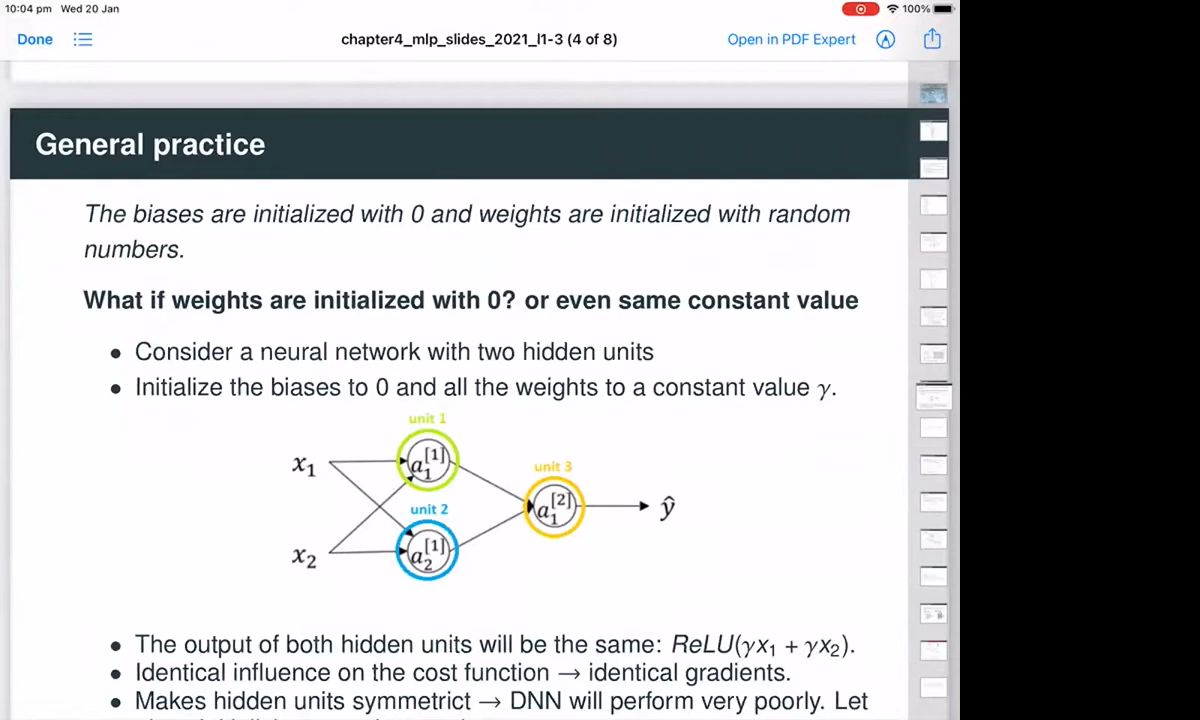 10:04 pm Wed 20 Jan
100%
Done
chapter4_mlp_slides_2021_l1-3 (4 of 8)
Open in PDF Expert
General practice
The biases are initialized with 0 and weights are initialized with random
numbers.
What if weights are initialized with 0? or even same constant value
• Consider a neural network with two hidden units
• Initialize the biases to 0 and all the weights to a constant value γ.
unit 1
x₁
a₁^[1]
unit 3
unit 2
a₁^[2]
ŷ
x₂
a₂^[1]
• The output of both hidden units will be the same: ReLU(γx₁ + γx₂).
• Identical influence on the cost function → identical gradients.
• Makes hidden units symmetrict → DNN will perform very poorly. Let